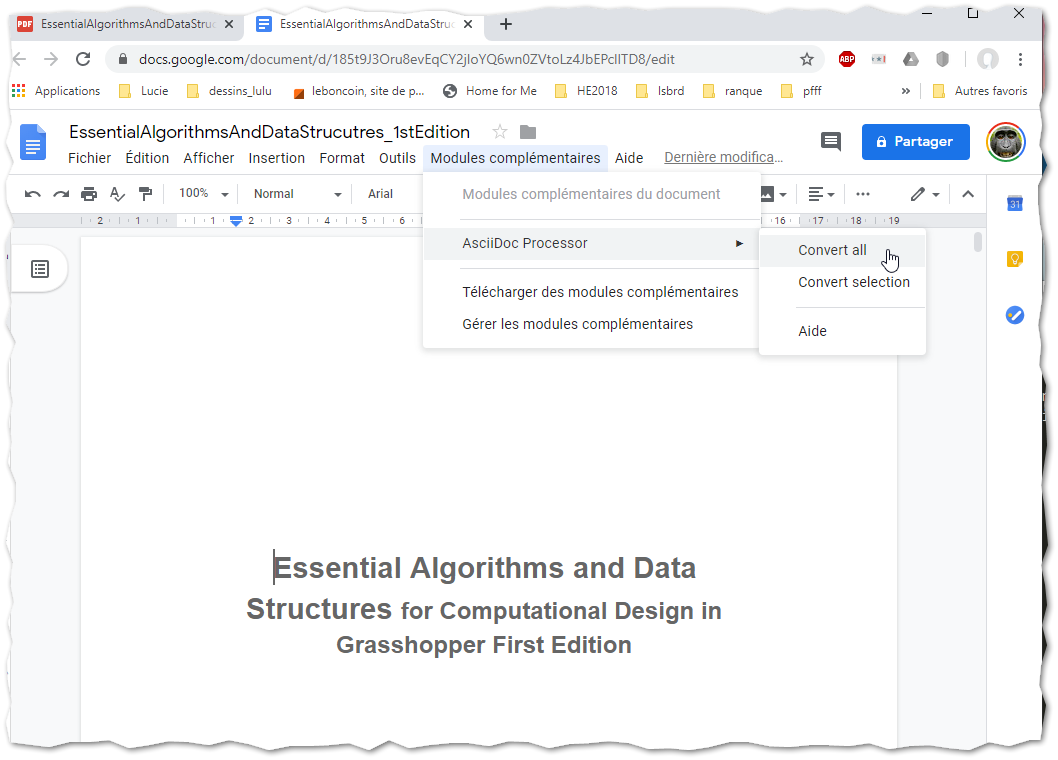 PDF EssentialAlgorithmsAndDataStruc
EssentialAlgorithmsAndDataStruc
docs.google.com/document/d/185t9J3Oru8evEqCY2jloYQ6wn0ZVtoLz4JbEPclITD8/edit
ABP
Applications Lucie dessins_lulu leboncoin, site de p... Home for Me HE2018 lsbrd ranque pfff » Autres favoris
EssentialAlgorithmsAndDataStrucutres_1stEdition
Fichier Édition Afficher Insertion Format Outils Modules complémentaires Aide Dernière modifica...
Partager
100% Normal Arial
Modules complémentaires du document
2 1 1 2 3 4 5 6 16 17 18 19
31
AsciiDoc Processor
Convert all
Convert selection
Télécharger des modules complémentaires
Gérer les modules complémentaires
Aide
Essential Algorithms and Data
Structures for Computational Design in
Grasshopper First Edition